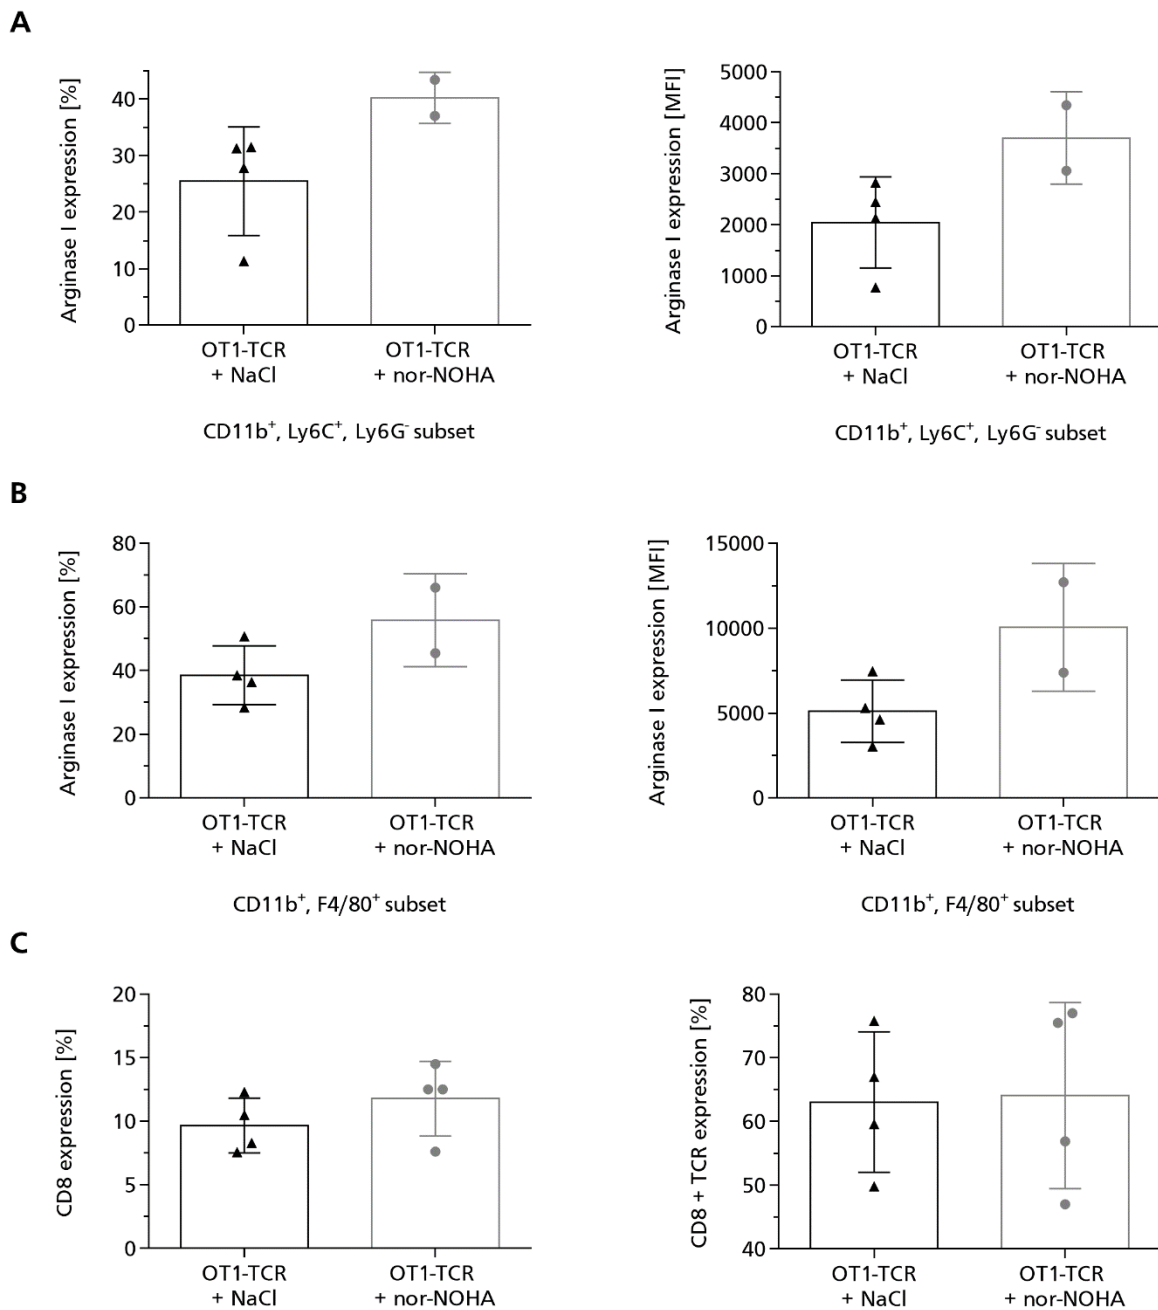 A
Arginase I expression [%]
40
30
20
10
0
OT1-TCR
+ NaCl
OT1-TCR
+ nor-NOHA
CD11b⁺, Ly6C⁺, Ly6G⁻ subset
Arginase I expression [MFI]
5000
4000
3000
2000
1000
0
OT1-TCR
+ NaCl
OT1-TCR
+ nor-NOHA
CD11b⁺, Ly6C⁺, Ly6G⁻ subset
B
Arginase I expression [%]
80
60
40
20
0
OT1-TCR
+ NaCl
OT1-TCR
+ nor-NOHA
CD11b⁺, F4/80⁺ subset
Arginase I expression [MFI]
15000
10000
5000
0
OT1-TCR
+ NaCl
OT1-TCR
+ nor-NOHA
CD11b⁺, F4/80⁺ subset
C
CD8 expression [%]
20
15
10
5
0
OT1-TCR
+ NaCl
OT1-TCR
+ nor-NOHA
CD8 + TCR expression [%]
80
70
60
50
40
OT1-TCR
+ NaCl
OT1-TCR
+ nor-NOHA